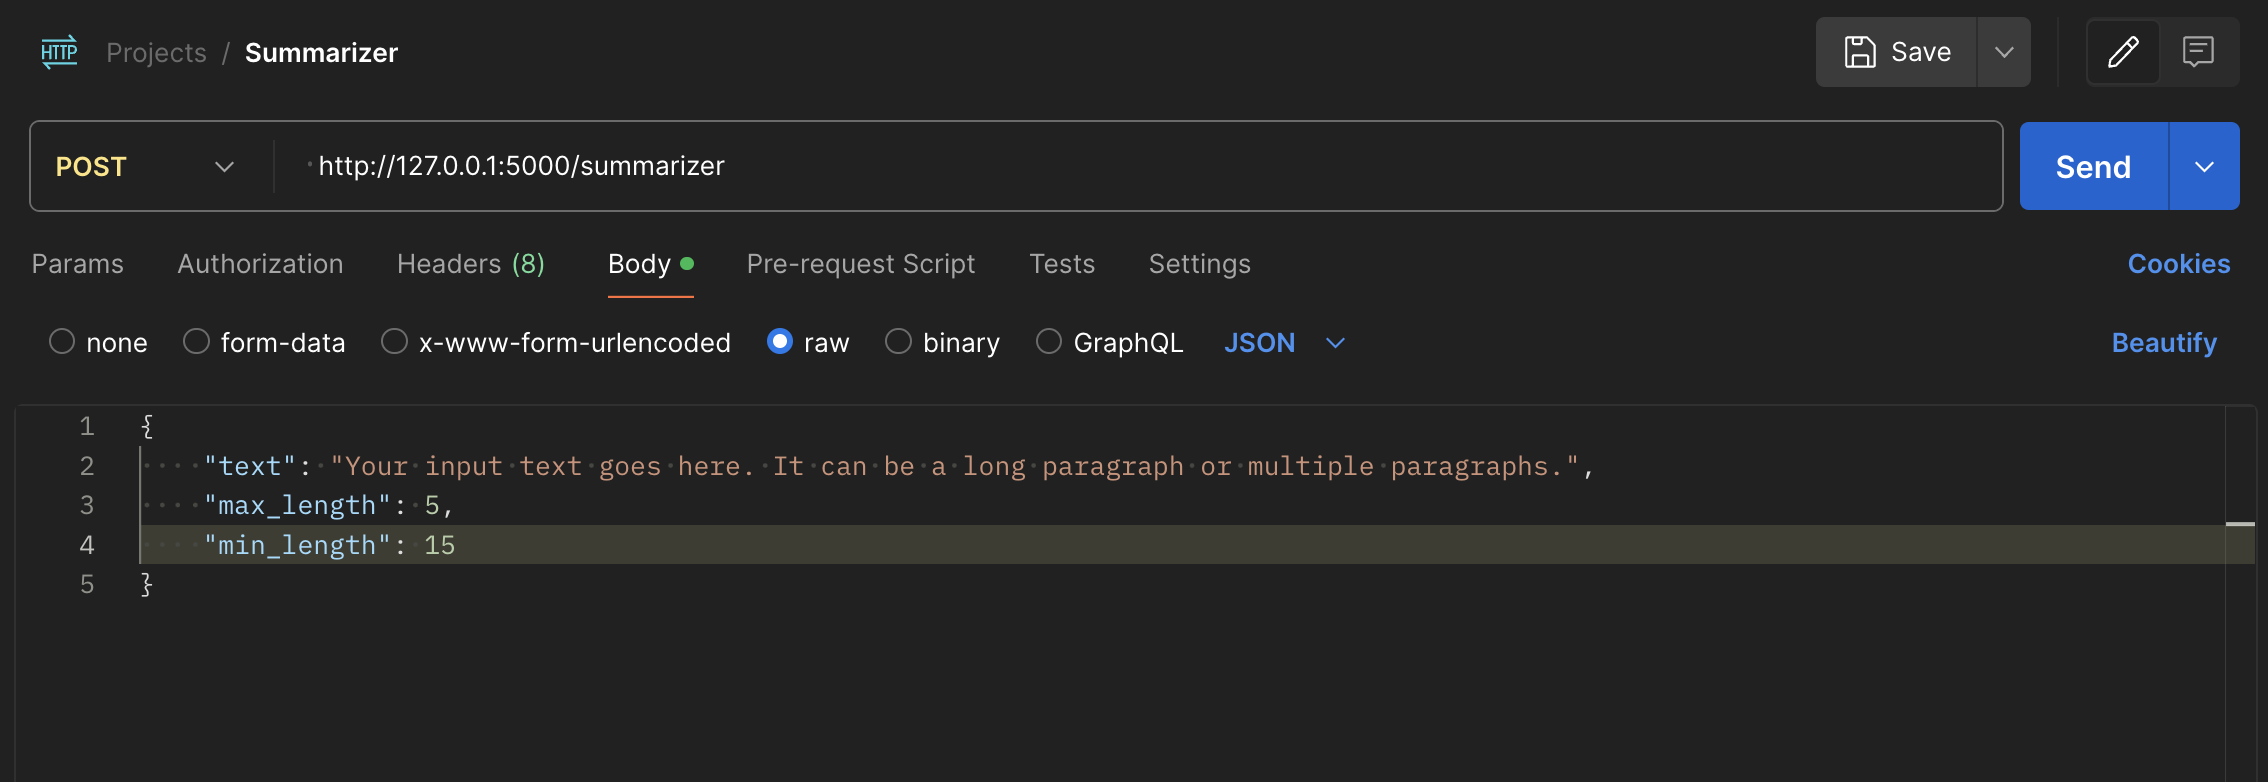 HTTP Projects / Summarizer Save
POST http://127.0.0.1:5000/summarizer Send
Params Authorization Headers (8) Body Pre-request Script Tests Settings Cookies
none form-data x-www-form-urlencoded raw binary GraphQL JSON Beautify
1 {
2 "text": "Your input text goes here. It can be a long paragraph or multiple paragraphs.",
3 "max_length": 5,
4 "min_length": 15
5 }